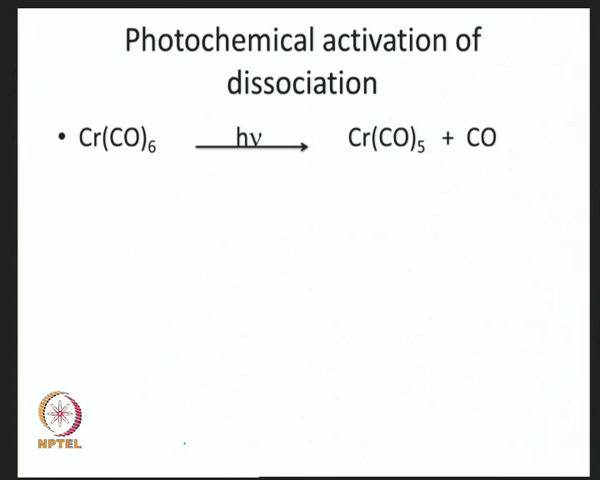 Photochemical activation of
dissociation
• Cr(CO)₆ hν Cr(CO)₅ + CO
NPTEL